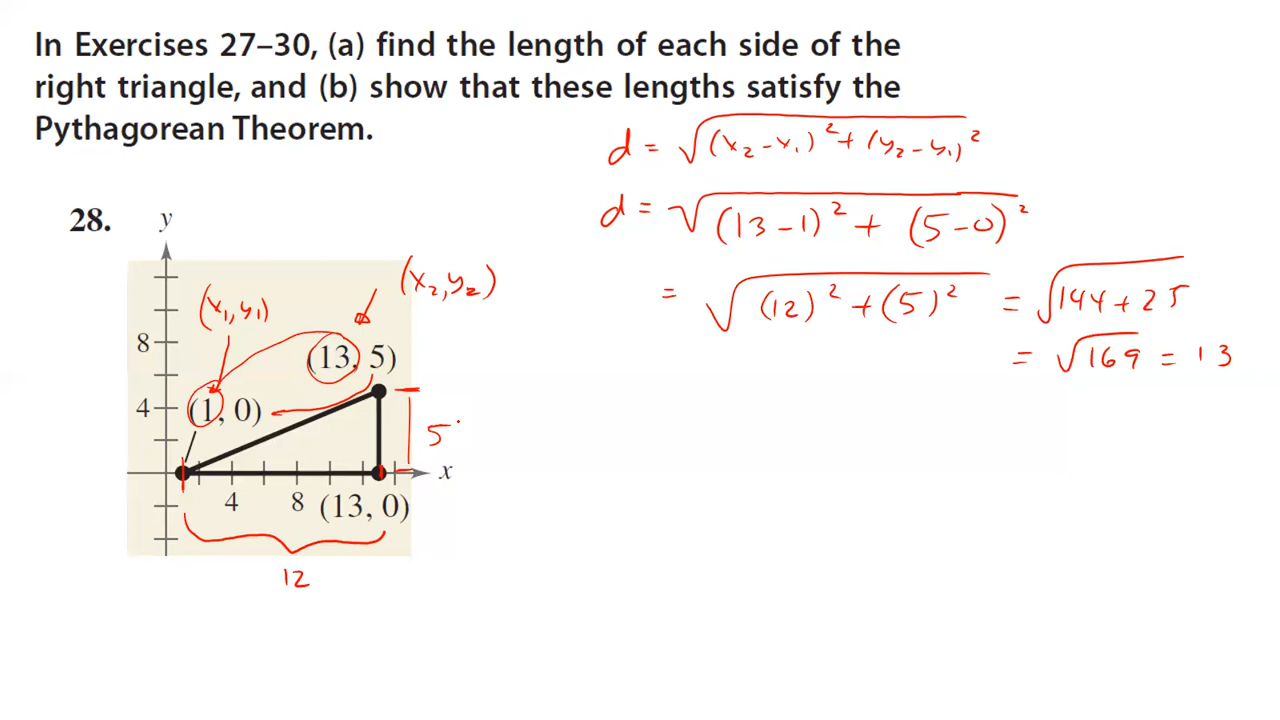 In Exercises 27–30, (a) find the length of each side of the
right triangle, and (b) show that these lengths satisfy the
Pythagorean Theorem.
d = √((x₂ - x₁)² + (y₂ - y₁)²)
d = √((13 - 1)² + (5 - 0)²)
= √((12)² + (5)²) = √(144 + 25)
= √169 = 13
28.
y
(x₁, y₁)
(x₂, y₂)
8
(13, 5)
4
(1, 0)
5
x
4
8
(13, 0)
12